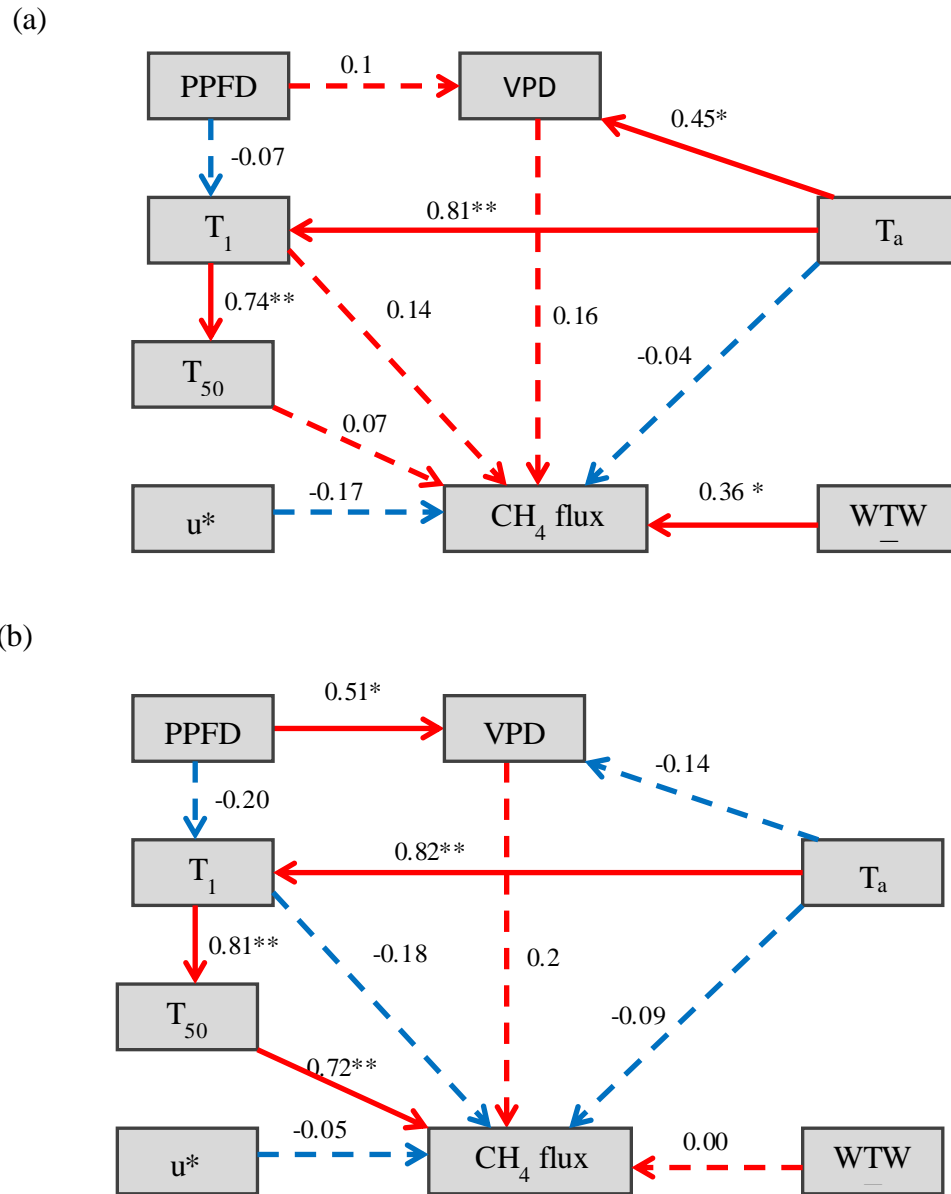 (a)
0.1
PPFD
VPD
0.45*
-0.07
0.81**
T1
Ta
0.74**
0.14
0.16
-0.04
T50
0.07
-0.17
0.36 *
u*
CH4 flux
WTW
(b)
0.51*
PPFD
VPD
-0.14
-0.20
0.82**
T1
Ta
0.81**
-0.18
0.2
-0.09
T50
0.72**
-0.05
0.00
u*
CH4 flux
WTW